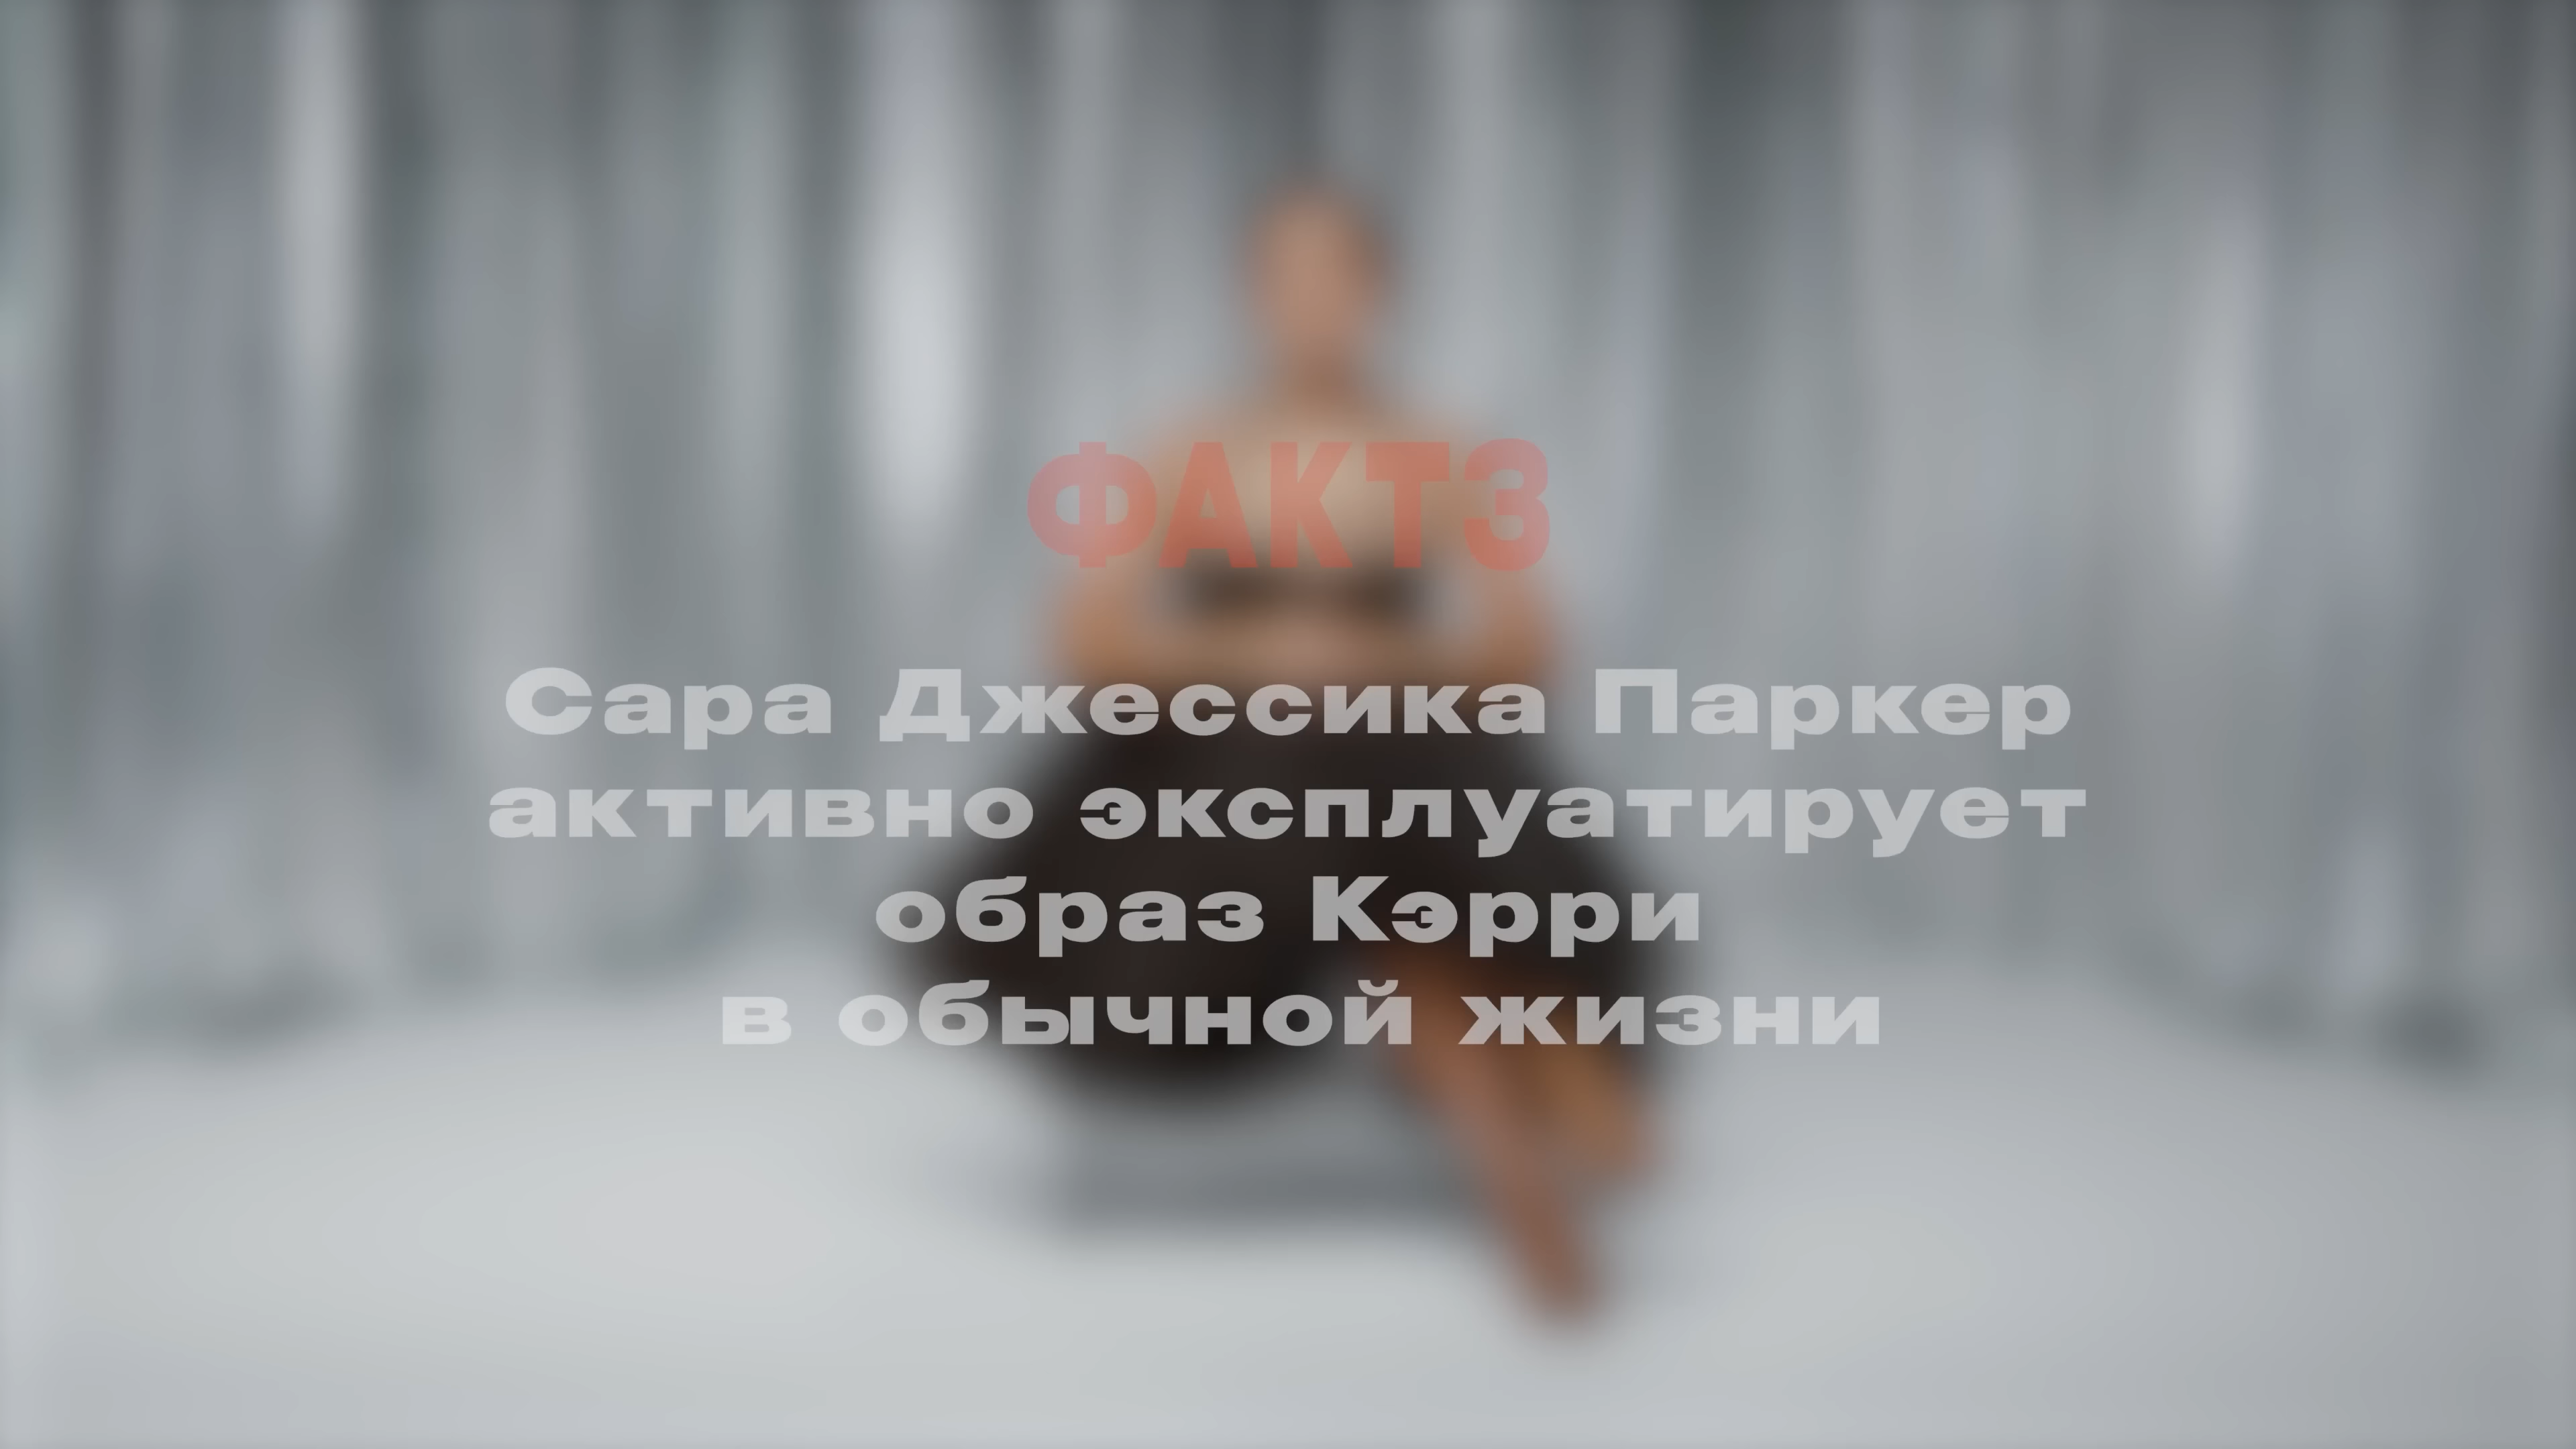 ФАКТ3
Сара Джессика Паркер
активно эксплуатирует
образ Кэрри
в обычной жизни